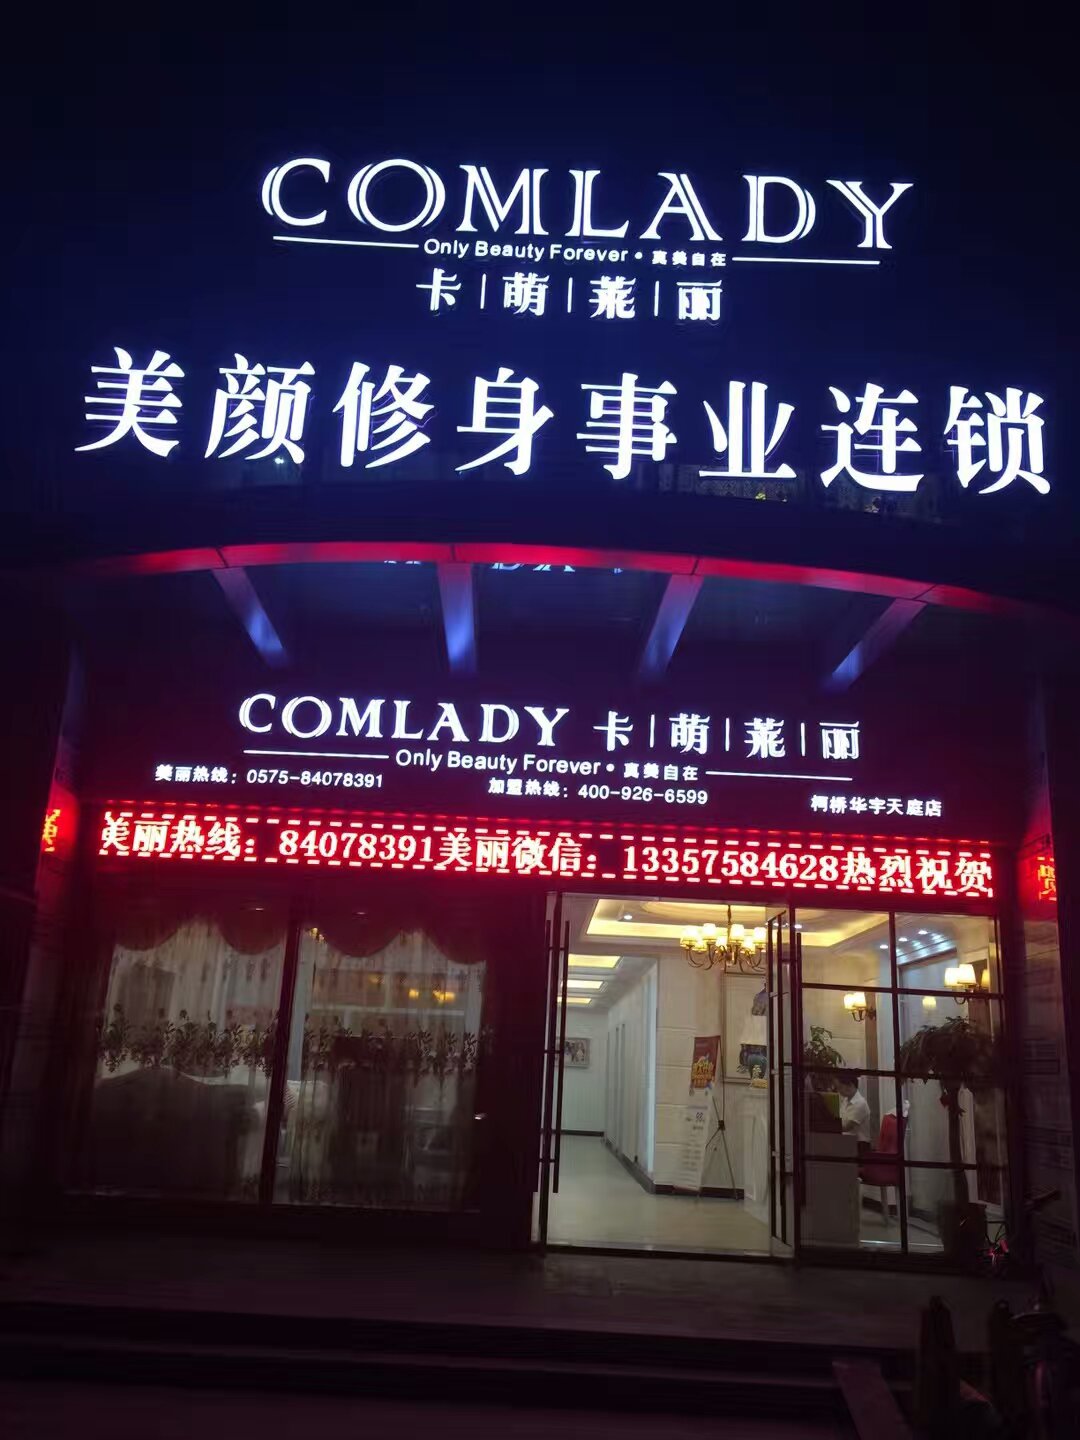 COMLADY
Only Beauty Forever • 真美自在
卡|萌|莱|丽
美颜修身事业连锁
COMLADY 卡|萌|莱|丽
Only Beauty Forever • 真美自在
美丽热线：0575-84078391 加盟热线：400-926-6599 柯桥华宇天庭店
美丽热线：84078391美丽微信：13357584628热烈祝贺